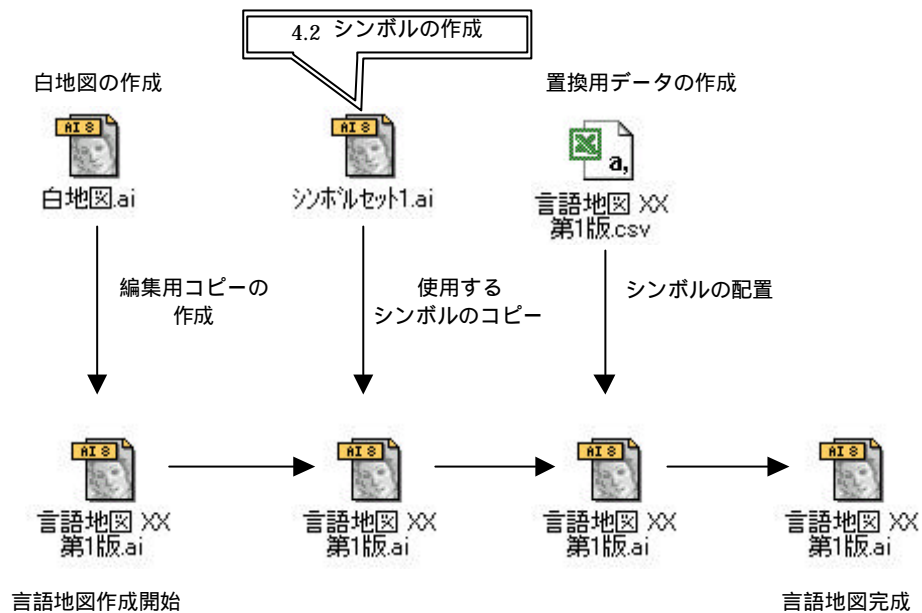 4.2 シンボルの作成
白地図の作成
置換用データの作成
AI 8
AI 8
a,
白地図.ai
シンボルセット1.ai
言語地図 XX
第1版.csv
編集用コピーの
作成
使用する
シンボルのコピー
シンボルの配置
AI 8
AI 8
AI 8
AI 8
言語地図 XX
第1版.ai
言語地図 XX
第1版.ai
言語地図 XX
第1版.ai
言語地図 XX
第1版.ai
言語地図作成開始
言語地図完成